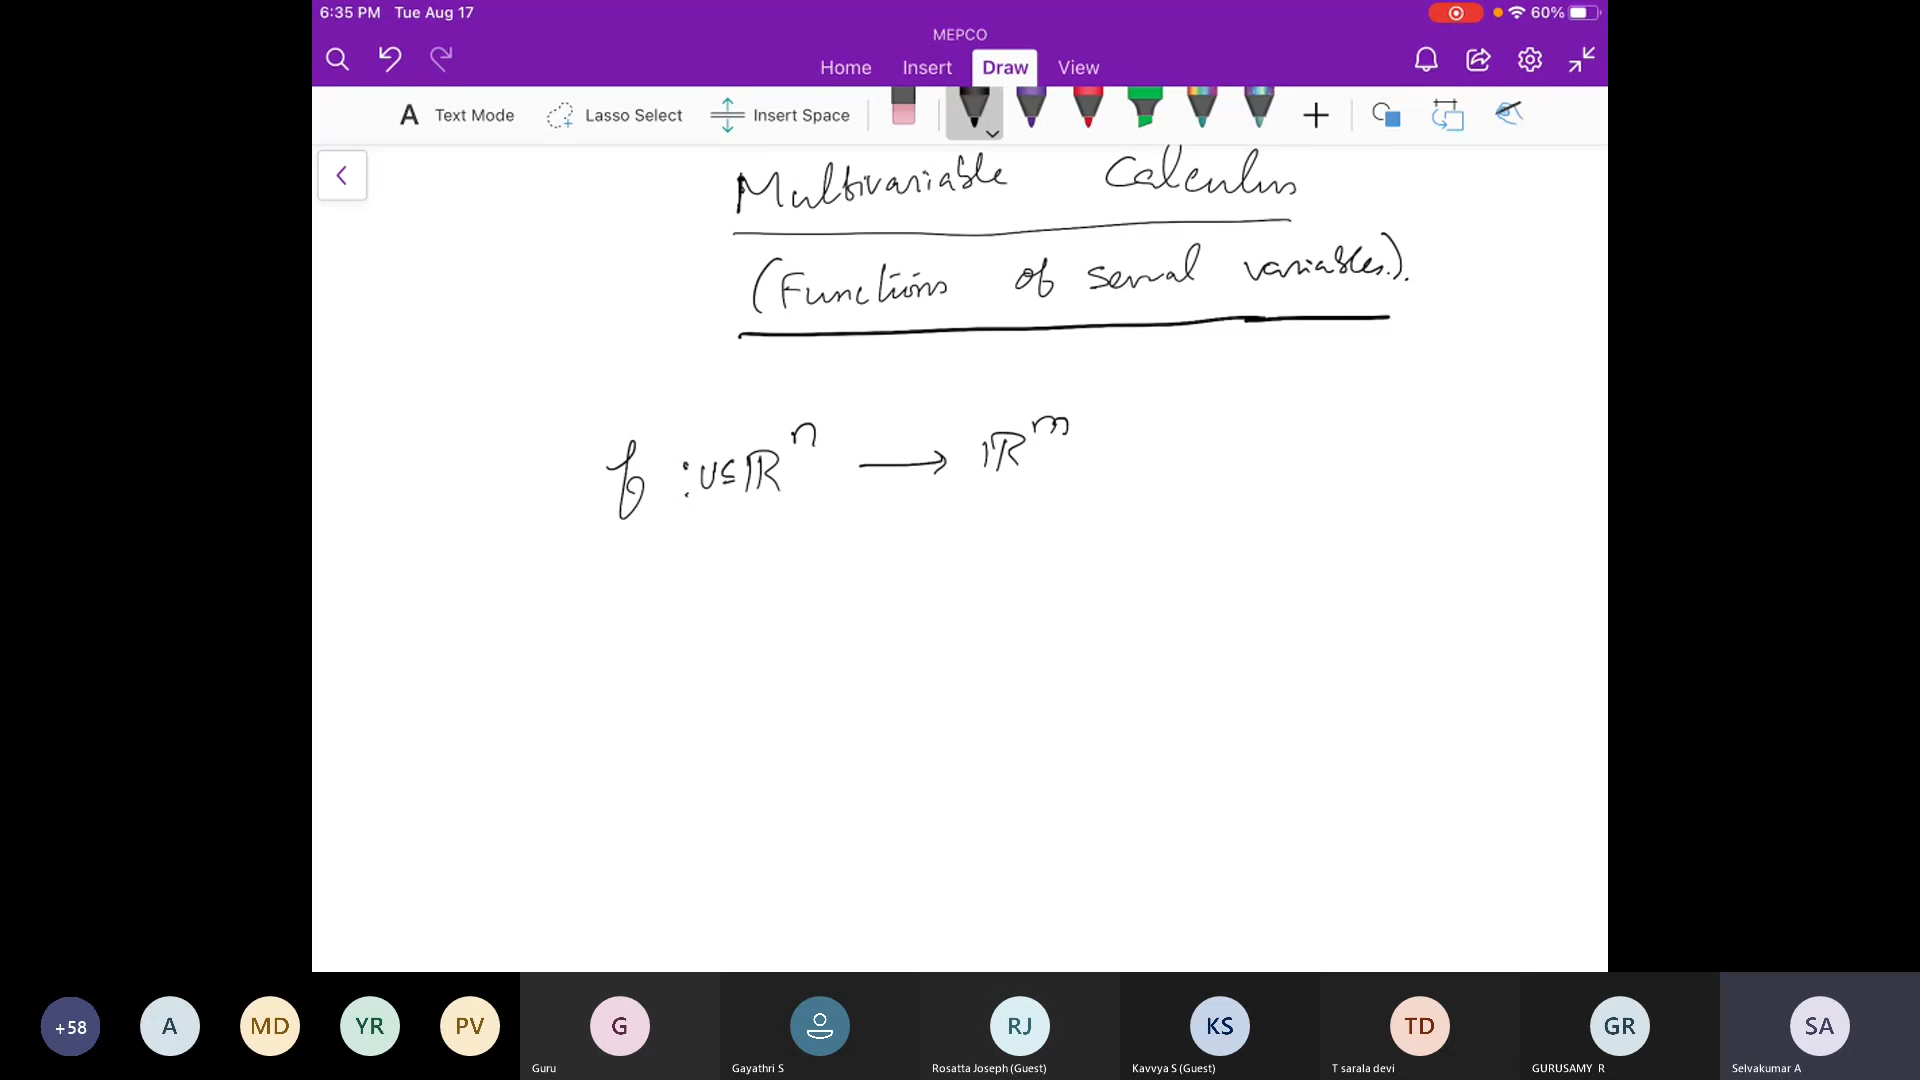 6:35 PM Tue Aug 17
60%
MEPCO
Home Insert Draw View
A Text Mode Lasso Select Insert Space
Multivariable Calculus
(Functions of several variables.).
f : U ⊆ ℝⁿ ⟶ ℝᵐ
+58 A MD YR PV G RJ KS TD GR SA
Guru Gayathri S Rosatta Joseph (Guest) Kavvya S (Guest) T sarala devi GURUSAMY R Selvakumar A